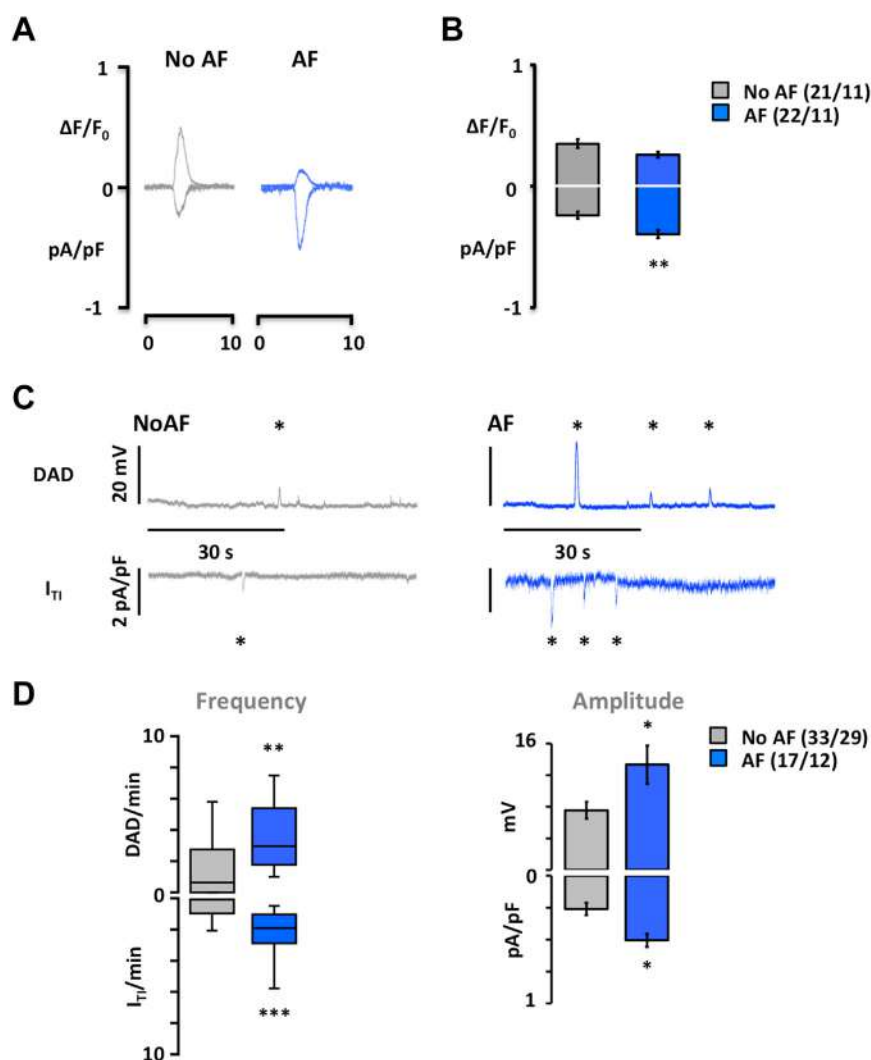 A
No AF
AF
1
ΔF/F0
0
pA/pF
-1
0
10
0
10
B
1
ΔF/F0
0
pA/pF
-1
**
No AF (21/11)
AF (22/11)
C
NoAF
*
AF
* * *
DAD
20 mV
30 s
30 s
ITI
2 pA/pF
*
* * *
D
Frequency
10
DAD/min
0
ITI/min
10
**
***
Amplitude
16
mV
0
pA/pF
1
*
*
No AF (33/29)
AF (17/12)